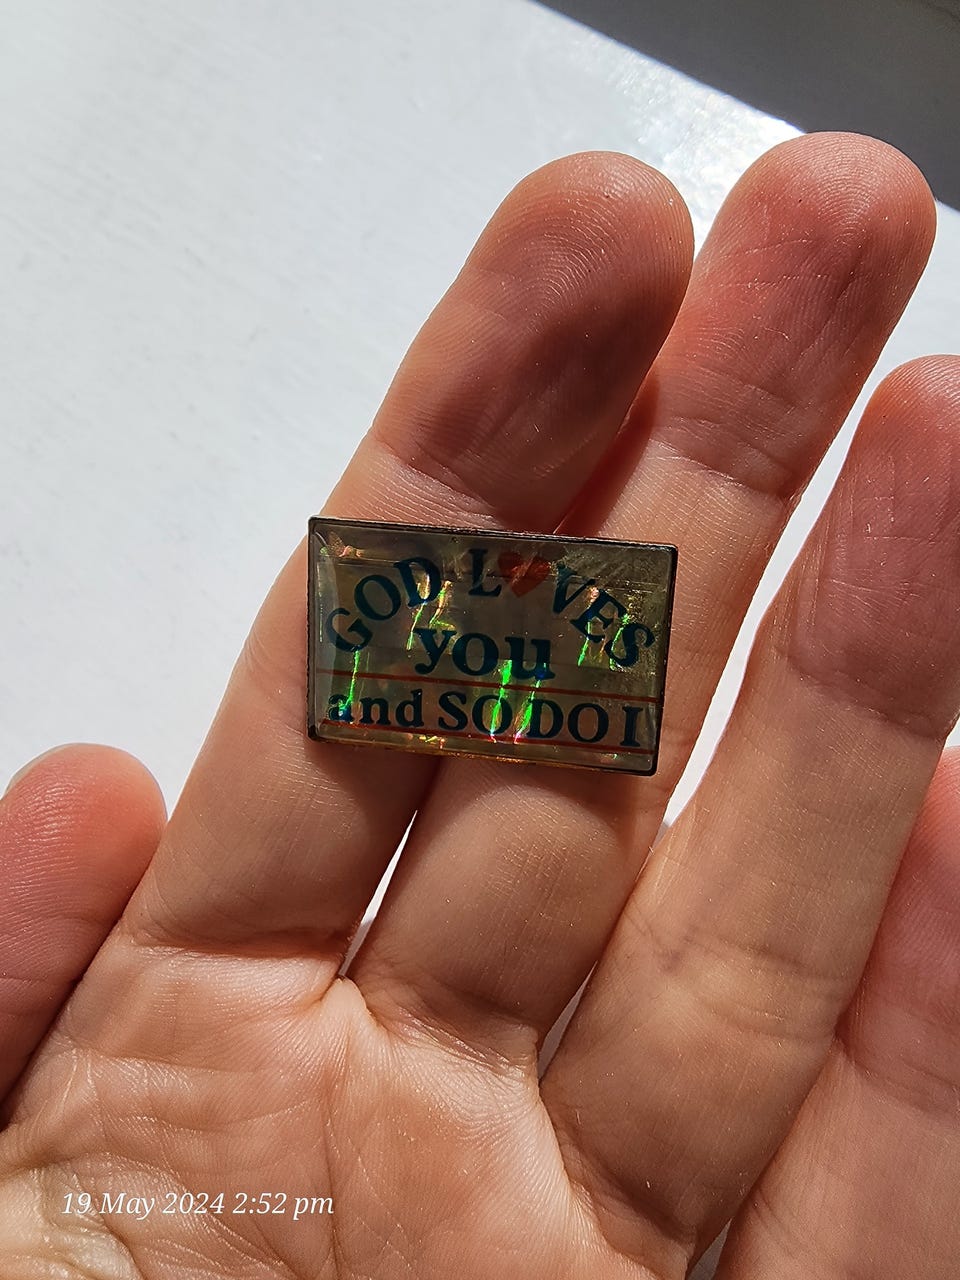 GOD L❤VES
you
and SO DO I
19 May 2024 2:52 pm